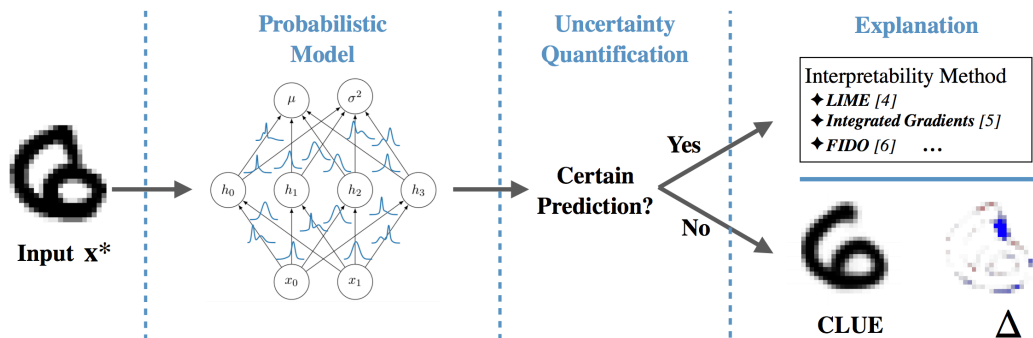 Probabilistic
Model
Uncertainty
Quantification
Explanation
Input x*
μ
σ²
h₀
h₁
h₂
h₃
x₀
x₁
Certain
Prediction?
Yes
No
Interpretability Method
✦LIME [4]
✦Integrated Gradients [5]
✦FIDO [6] ...
CLUE
Δ